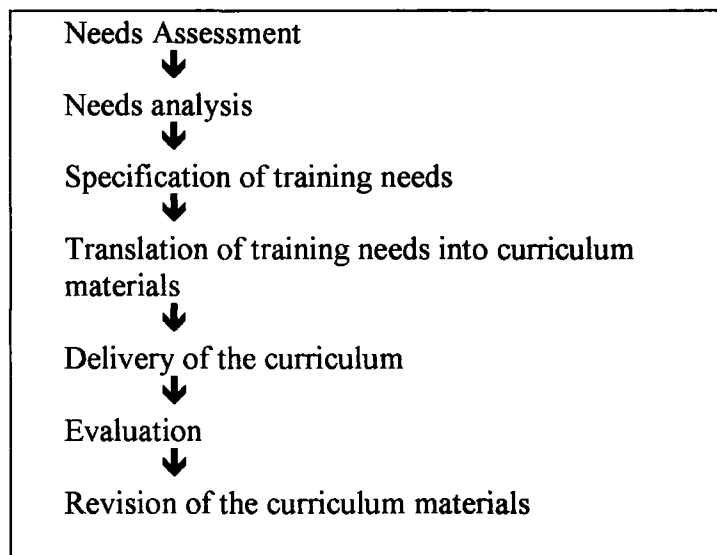 Needs Assessment
Needs analysis
Specification of training needs
Translation of training needs into curriculum
materials
Delivery of the curriculum
Evaluation
Revision of the curriculum materials